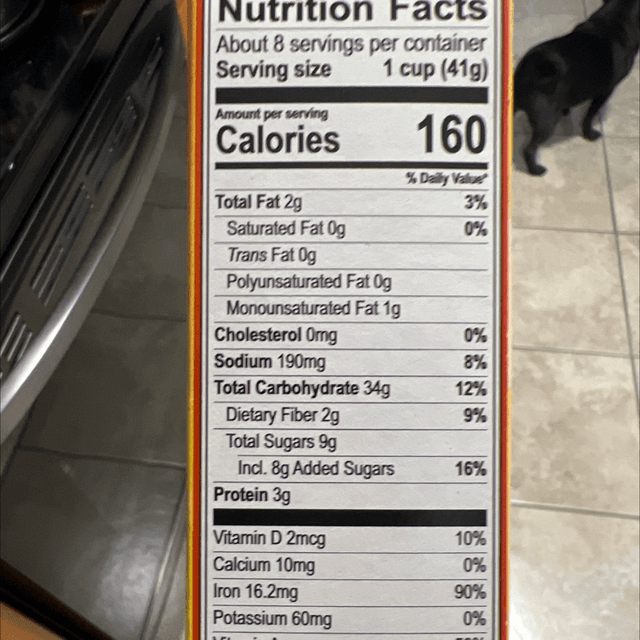 Nutrition Facts
About 8 servings per container
Serving size 1 cup (41g)
Amount per serving
Calories 160
% Daily Value*
Total Fat 2g 3%
Saturated Fat 0g 0%
Trans Fat 0g
Polyunsaturated Fat 0g
Monounsaturated Fat 1g
Cholesterol 0mg 0%
Sodium 190mg 8%
Total Carbohydrate 34g 12%
Dietary Fiber 2g 9%
Total Sugars 9g
Incl. 8g Added Sugars 16%
Protein 3g
Vitamin D 2mcg 10%
Calcium 10mg 0%
Iron 16.2mg 90%
Potassium 60mg 0%